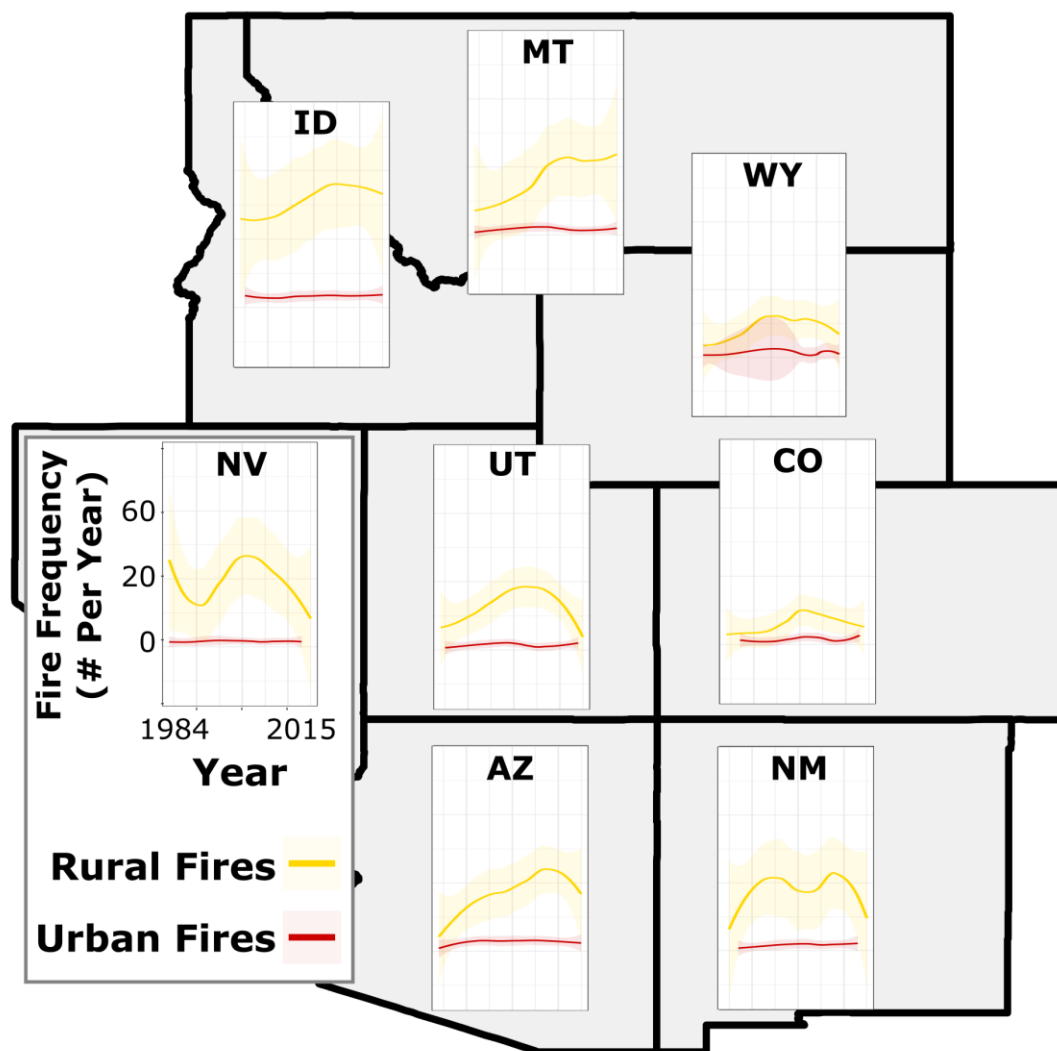 MT
ID
WY
NV
UT
CO
Fire Frequency
(# Per Year)
60
20
0
1984
2015
Year
AZ
NM
Rural Fires
Urban Fires